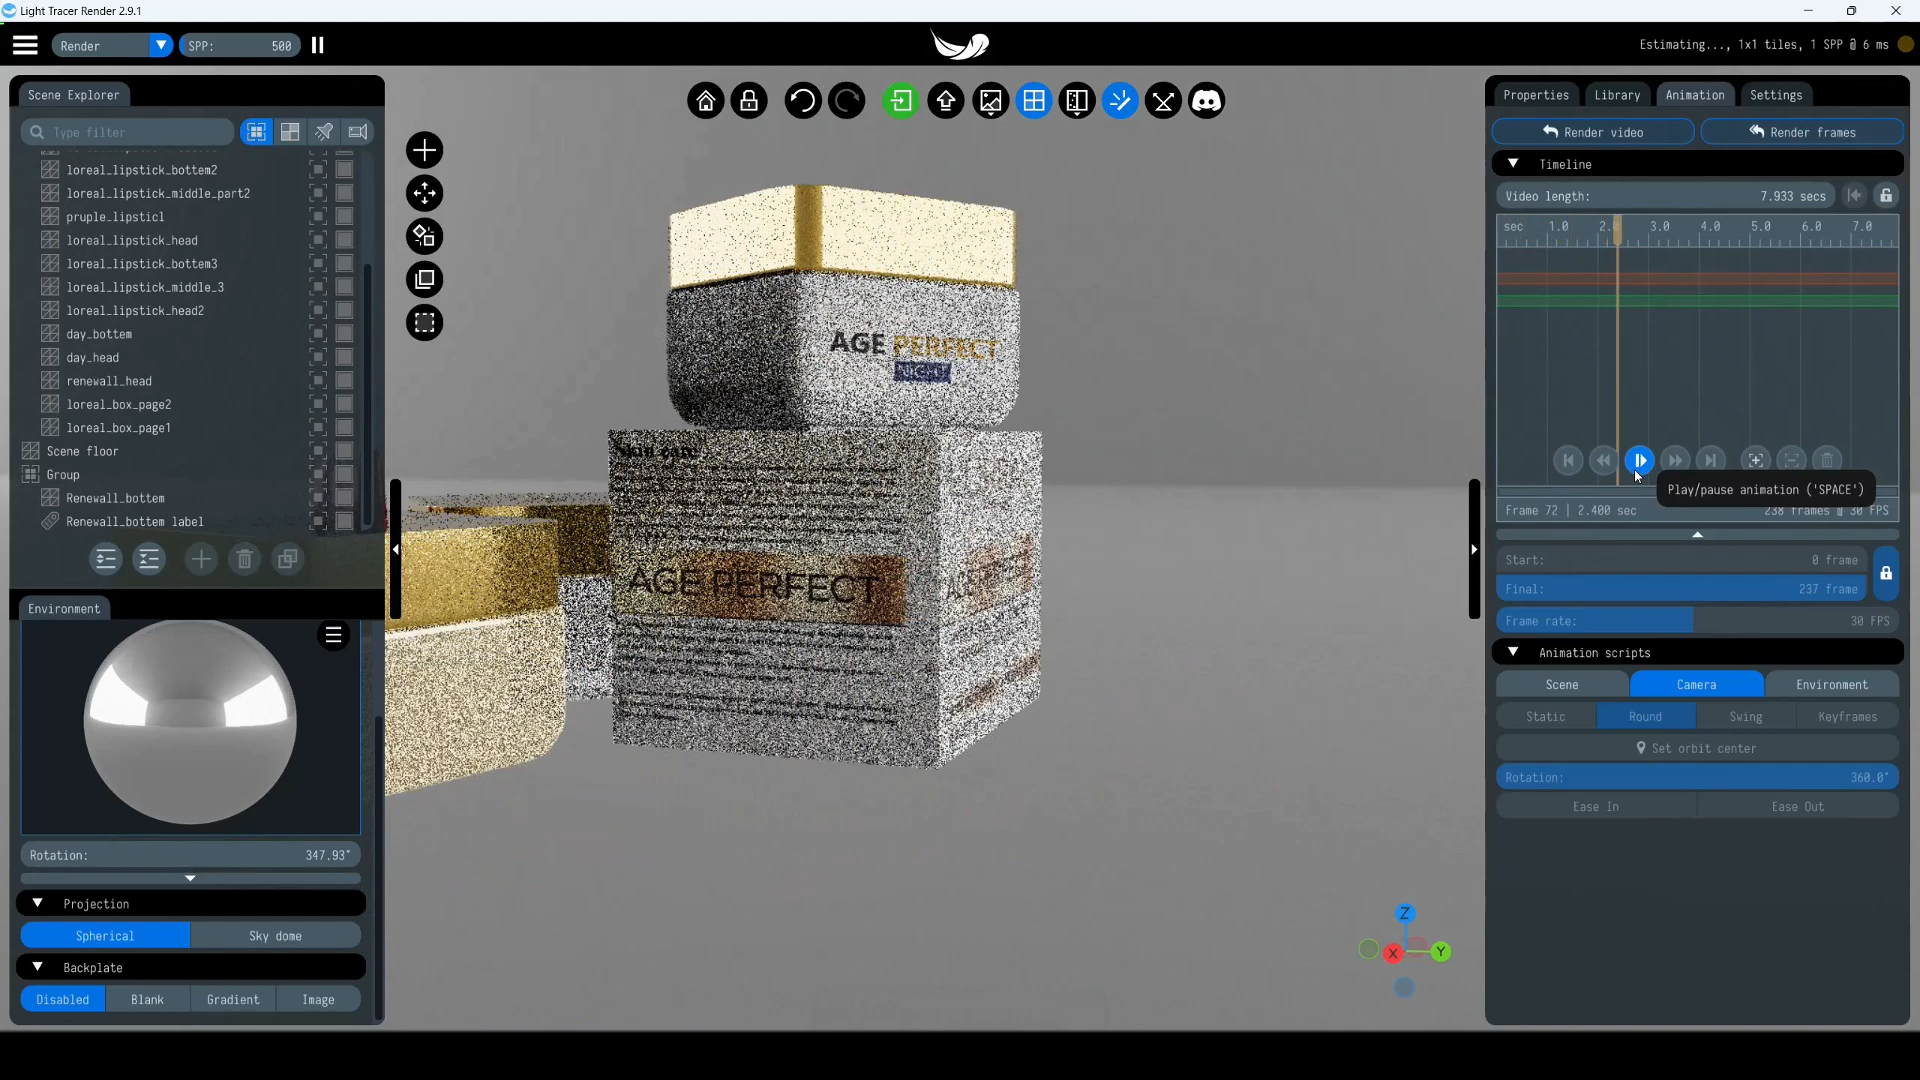 Light Tracer Render 2.9.1
Render
SPP: 500
Estimating..., 1x1 tiles, 1 SPP @ 6 ms
Scene Explorer
Type filter
loreal_lipstick_bottem2
loreal_lipstick_middle_part2
pruple_lipsticl
loreal_lipstick_head
loreal_lipstick_bottem3
loreal_lipstick_middle_3
loreal_lipstick_head2
day_bottem
day_head
renewall_head
loreal_box_page2
loreal_box_page1
Scene floor
Group
Renewall_bottem
Renewall_bottem label
Environment
Rotation: 347.93°
Projection
Spherical
Sky dome
Backplate
Disabled
Blank
Gradient
Image
AGE PERFECT
NIGHT
Skin care
AGE PERFECT
Z
X
Y
Properties
Library
Animation
Settings
Render video
Render frames
Timeline
Video length: 7.933 secs
sec 1.0 2.0 3.0 4.0 5.0 6.0 7.0
Play/pause animation ('SPACE')
Frame 72 | 2.400 sec
238 frames @ 30 FPS
Start: 0 frame
Final: 237 frame
Frame rate: 30 FPS
Animation scripts
Scene
Camera
Environment
Static
Round
Swing
Keyframes
Set orbit center
Rotation: 360.0°
Ease In
Ease Out